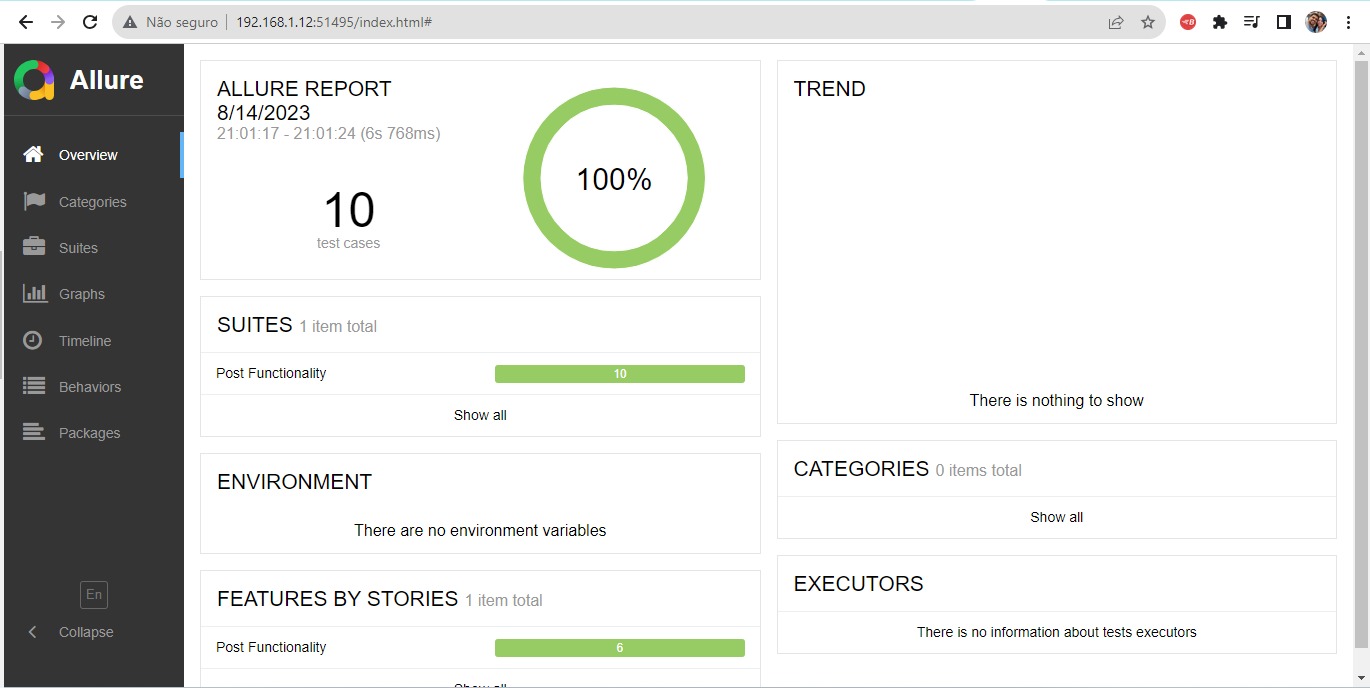 Não seguro
192.168.1.12:51495/index.html#
Allure
Overview
Categories
Suites
Graphs
Timeline
Behaviors
Packages
En
Collapse
ALLURE REPORT
8/14/2023
21:01:17 - 21:01:24 (6s 768ms)
10
test cases
100%
SUITES 1 item total
Post Functionality 10
Show all
ENVIRONMENT
There are no environment variables
FEATURES BY STORIES 1 item total
Post Functionality 6
Show all
TREND
There is nothing to show
CATEGORIES 0 items total
Show all
EXECUTORS
There is no information about tests executors